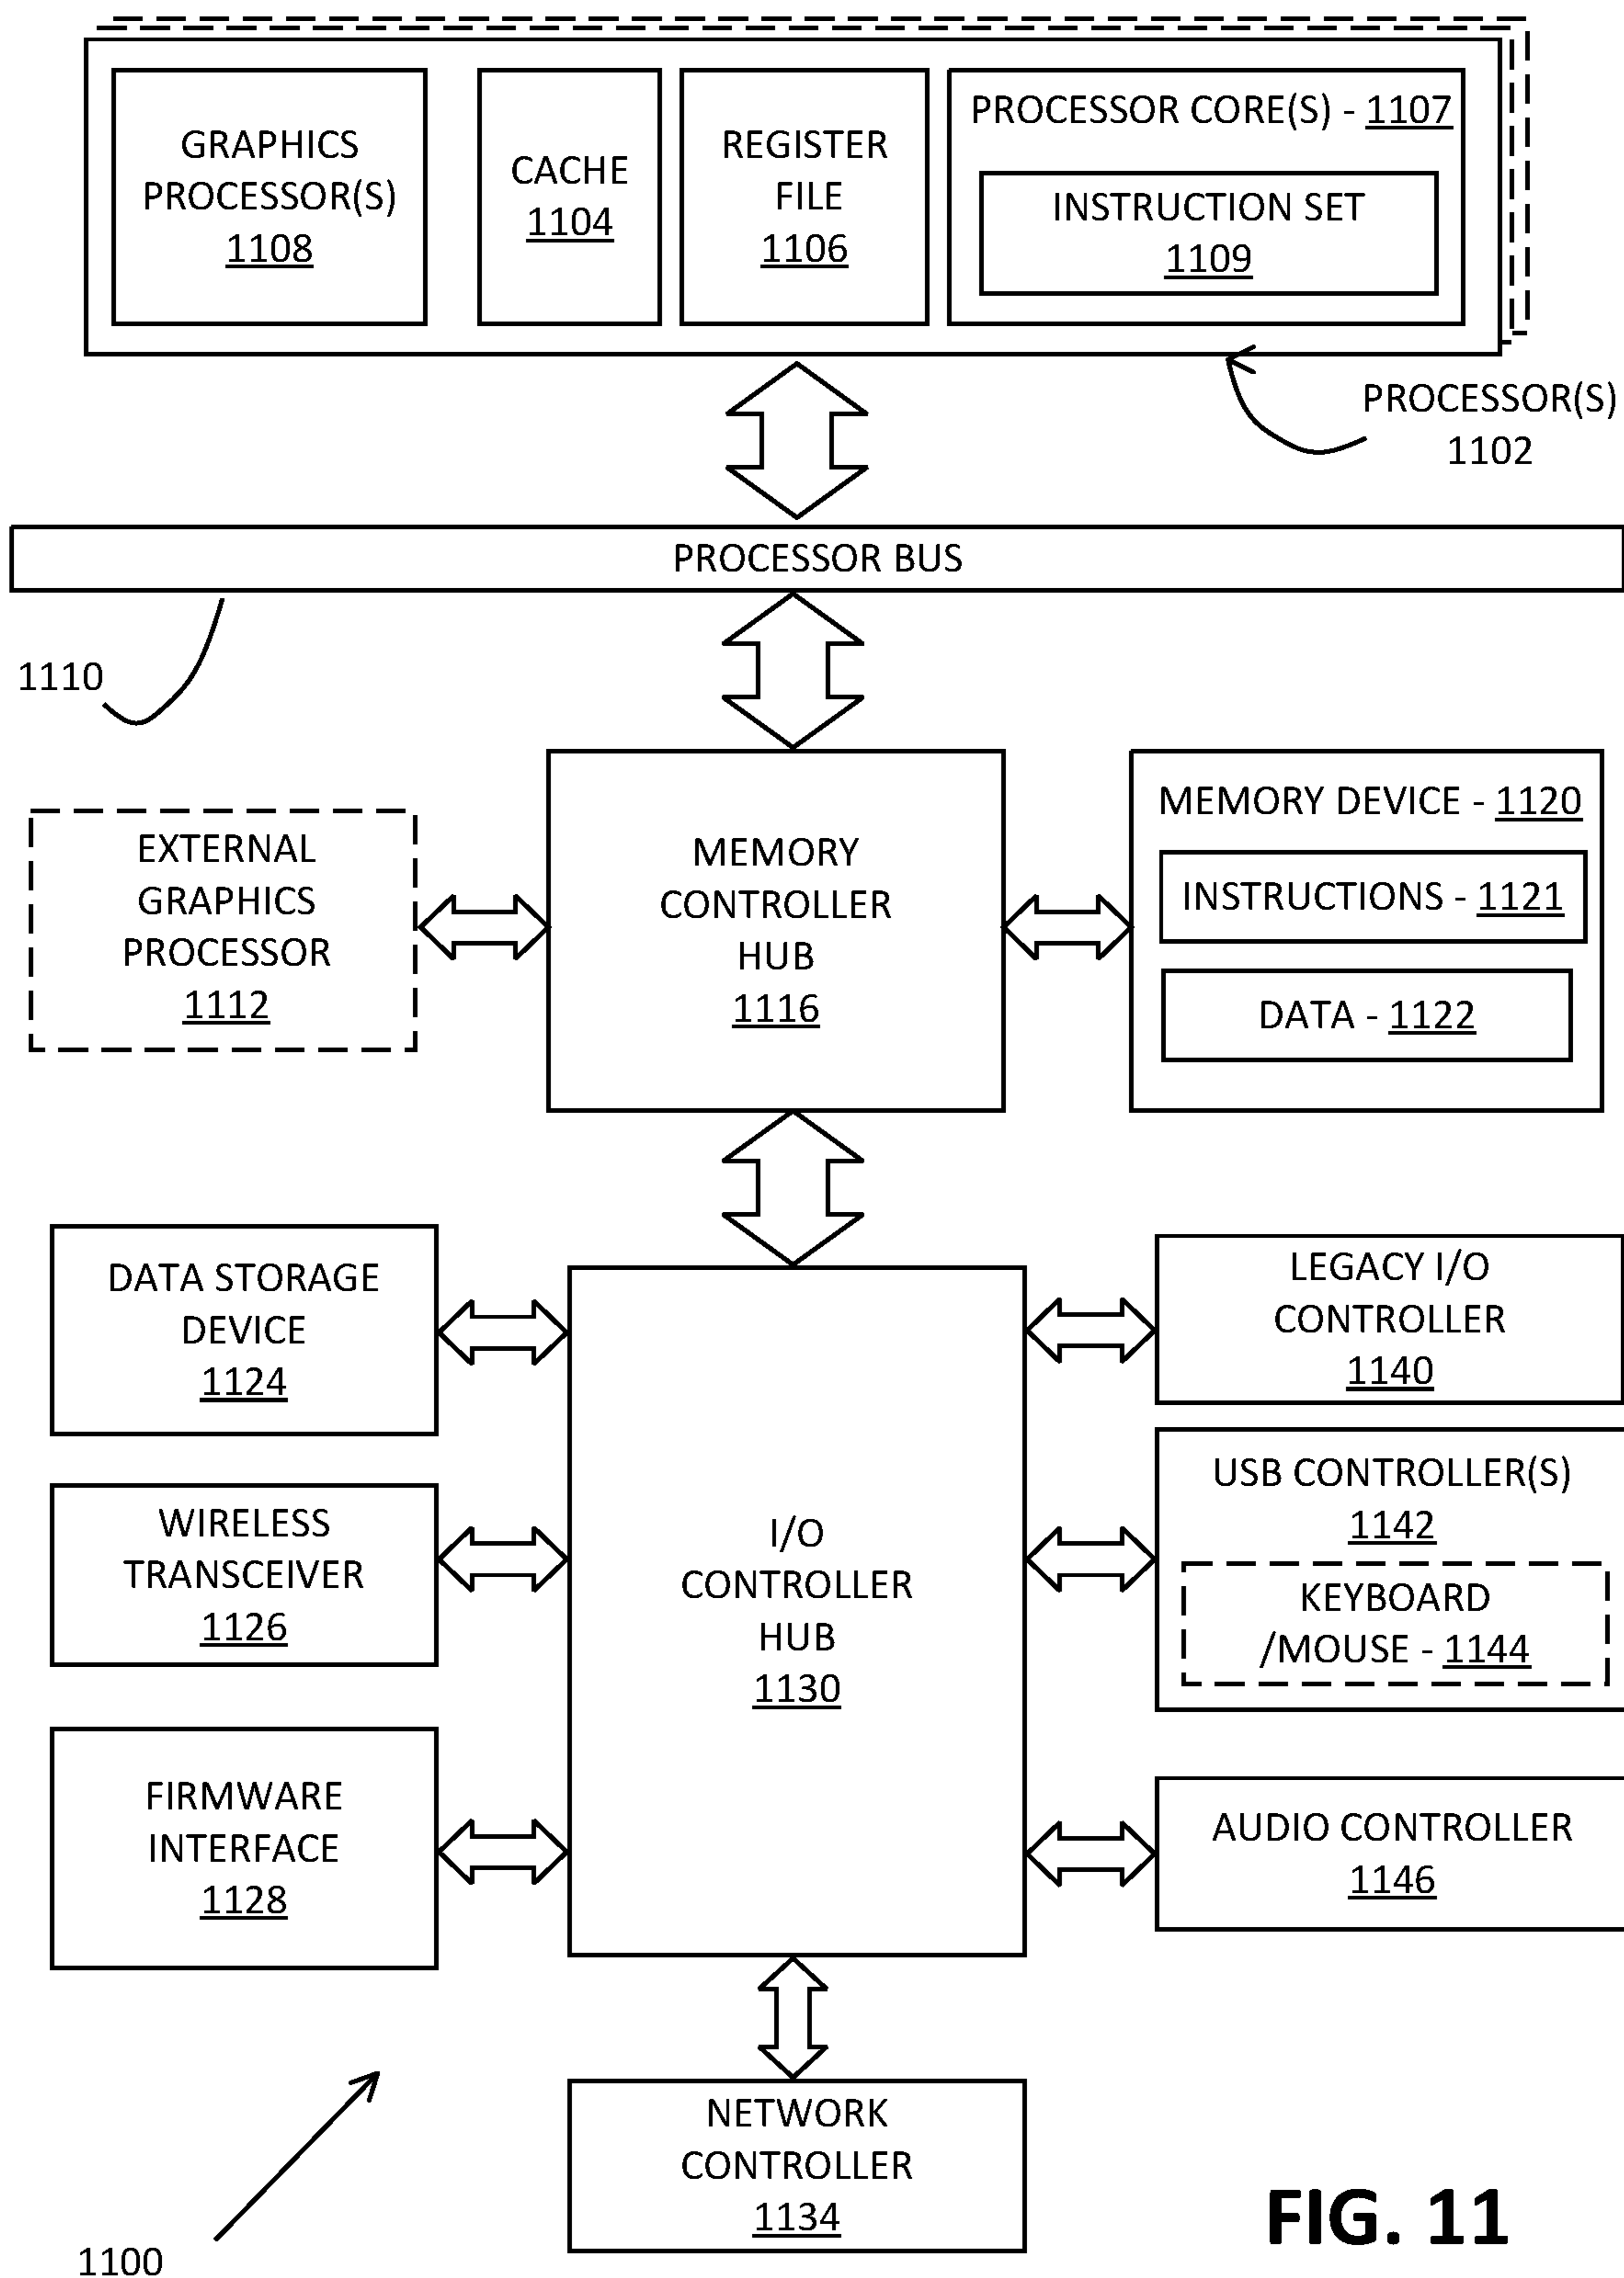 GRAPHICS
PROCESSOR(S)
1108
CACHE
1104
REGISTER
FILE
1106
PROCESSOR CORE(S) - 1107
INSTRUCTION SET
1109
PROCESSOR(S)
1102
PROCESSOR BUS
1110
EXTERNAL
GRAPHICS
PROCESSOR
1112
MEMORY
CONTROLLER
HUB
1116
MEMORY DEVICE - 1120
INSTRUCTIONS - 1121
DATA - 1122
DATA STORAGE
DEVICE
1124
LEGACY I/O
CONTROLLER
1140
WIRELESS
TRANSCEIVER
1126
I/O
CONTROLLER
HUB
1130
USB CONTROLLER(S)
1142
KEYBOARD
/MOUSE - 1144
FIRMWARE
INTERFACE
1128
AUDIO CONTROLLER
1146
NETWORK
CONTROLLER
1134
1100
FIG. 11